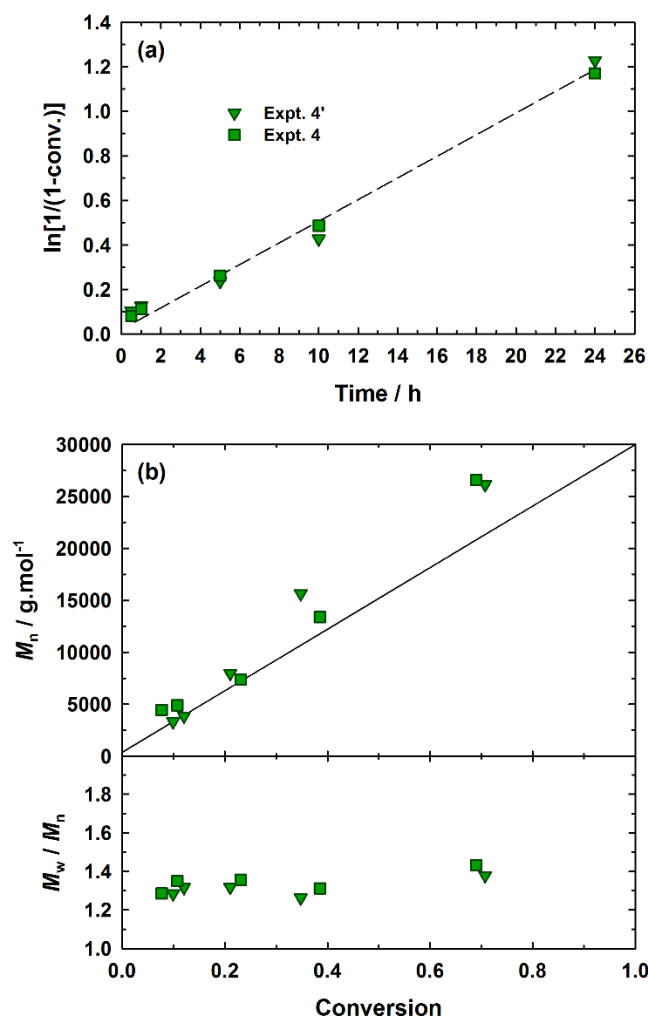 (a)
Expt. 4'
Expt. 4
ln[1/(1-conv.)]
1.4
1.2
1.0
0.8
0.6
0.4
0.2
0.0
0 2 4 6 8 10 12 14 16 18 20 22 24 26
Time / h
(b)
Mn / g.mol⁻¹
30000
25000
20000
15000
10000
5000
0
Mw / Mn
1.8
1.6
1.4
1.2
1.0
0.0 0.2 0.4 0.6 0.8 1.0
Conversion